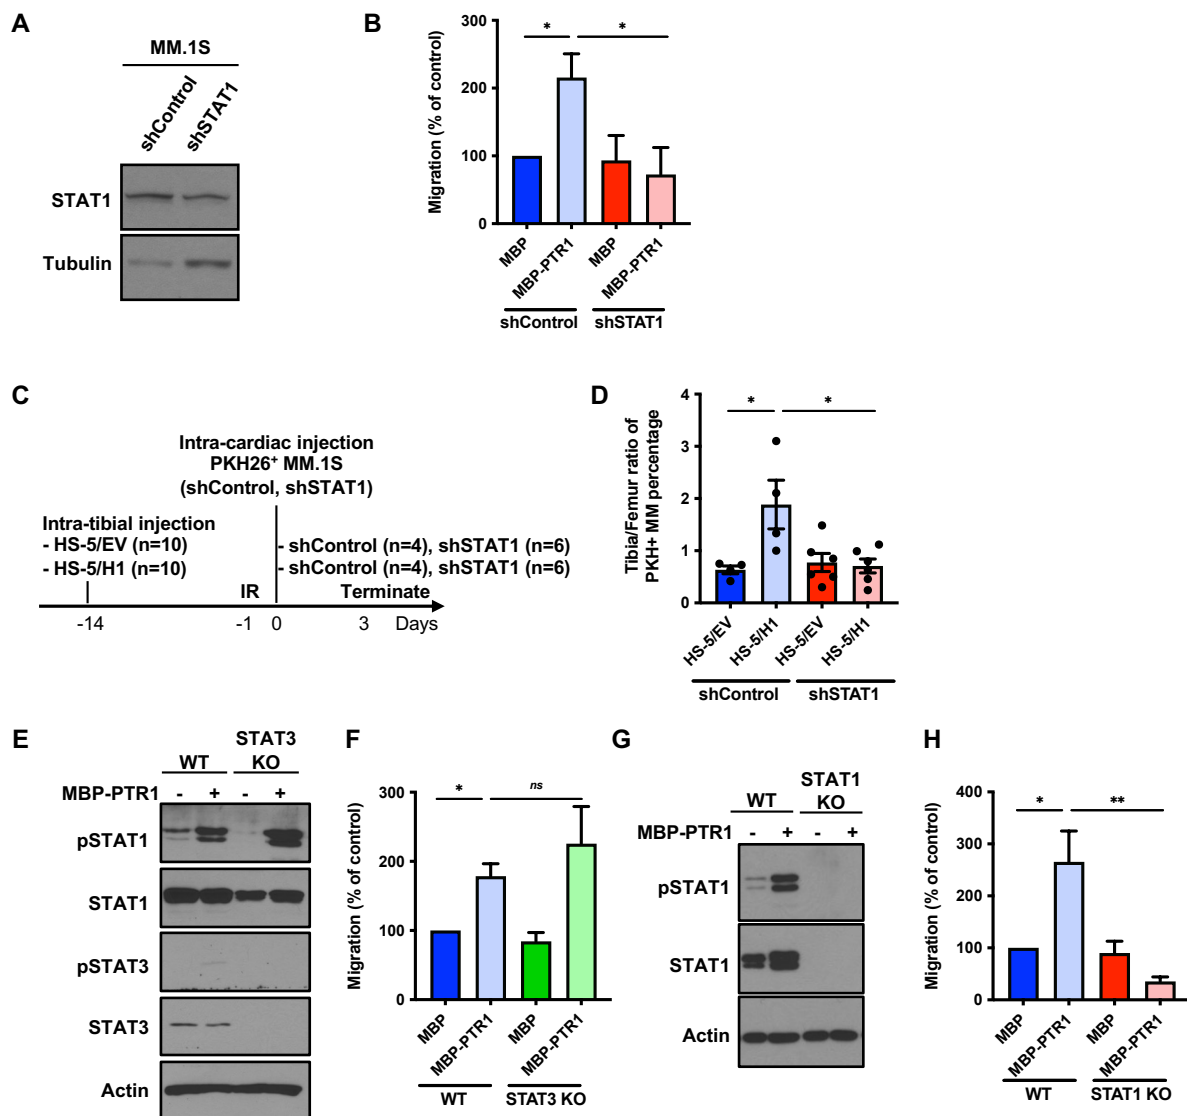 A
MM.1S
shControl
shSTAT1
STAT1
Tubulin
B
Migration (% of control)
300
200
100
0
*
*
MBP
MBP-PTR1
MBP
MBP-PTR1
shControl
shSTAT1
C
Intra-cardiac injection
PKH26⁺ MM.1S
(shControl, shSTAT1)
Intra-tibial injection
- HS-5/EV (n=10)
- HS-5/H1 (n=10)
- shControl (n=4), shSTAT1 (n=6)
- shControl (n=4), shSTAT1 (n=6)
IR
Terminate
-14
-1
0
3
Days
D
Tibia/Femur ratio of
PKH+ MM percentage
4
3
2
1
0
*
*
HS-5/EV
HS-5/H1
HS-5/EV
HS-5/H1
shControl
shSTAT1
E
STAT3
WT
KO
MBP-PTR1 - + - +
pSTAT1
STAT1
pSTAT3
STAT3
Actin
F
Migration (% of control)
300
200
100
0
*
ns
MBP
MBP-PTR1
MBP
MBP-PTR1
WT
STAT3 KO
G
STAT1
WT
KO
MBP-PTR1 - + - +
pSTAT1
STAT1
Actin
H
Migration (% of control)
400
300
200
100
0
*
**
MBP
MBP-PTR1
MBP
MBP-PTR1
WT
STAT1 KO